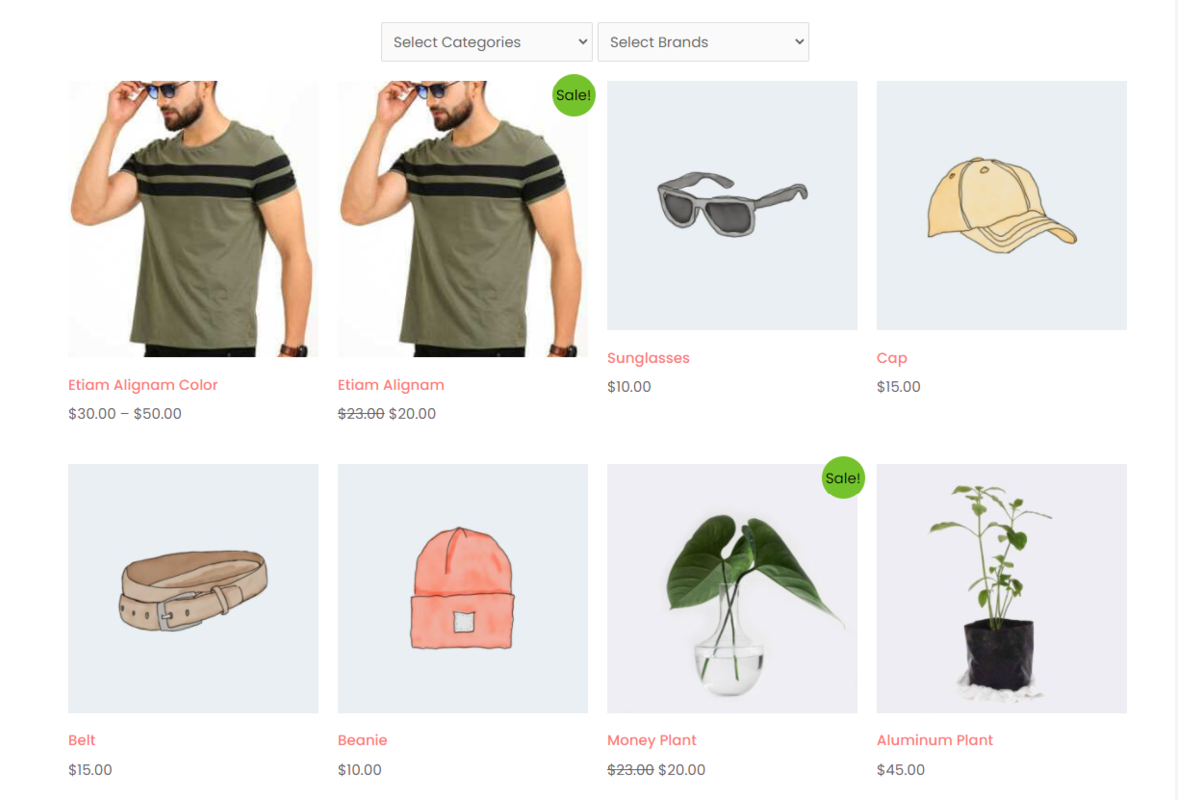 Select Categories
Select Brands
Sale!
Etiam Alignam Color
$30.00 – $50.00
Etiam Alignam
$23.00 $20.00
Sunglasses
$10.00
Cap
$15.00
Sale!
Belt
$15.00
Beanie
$10.00
Money Plant
$23.00 $20.00
Aluminum Plant
$45.00